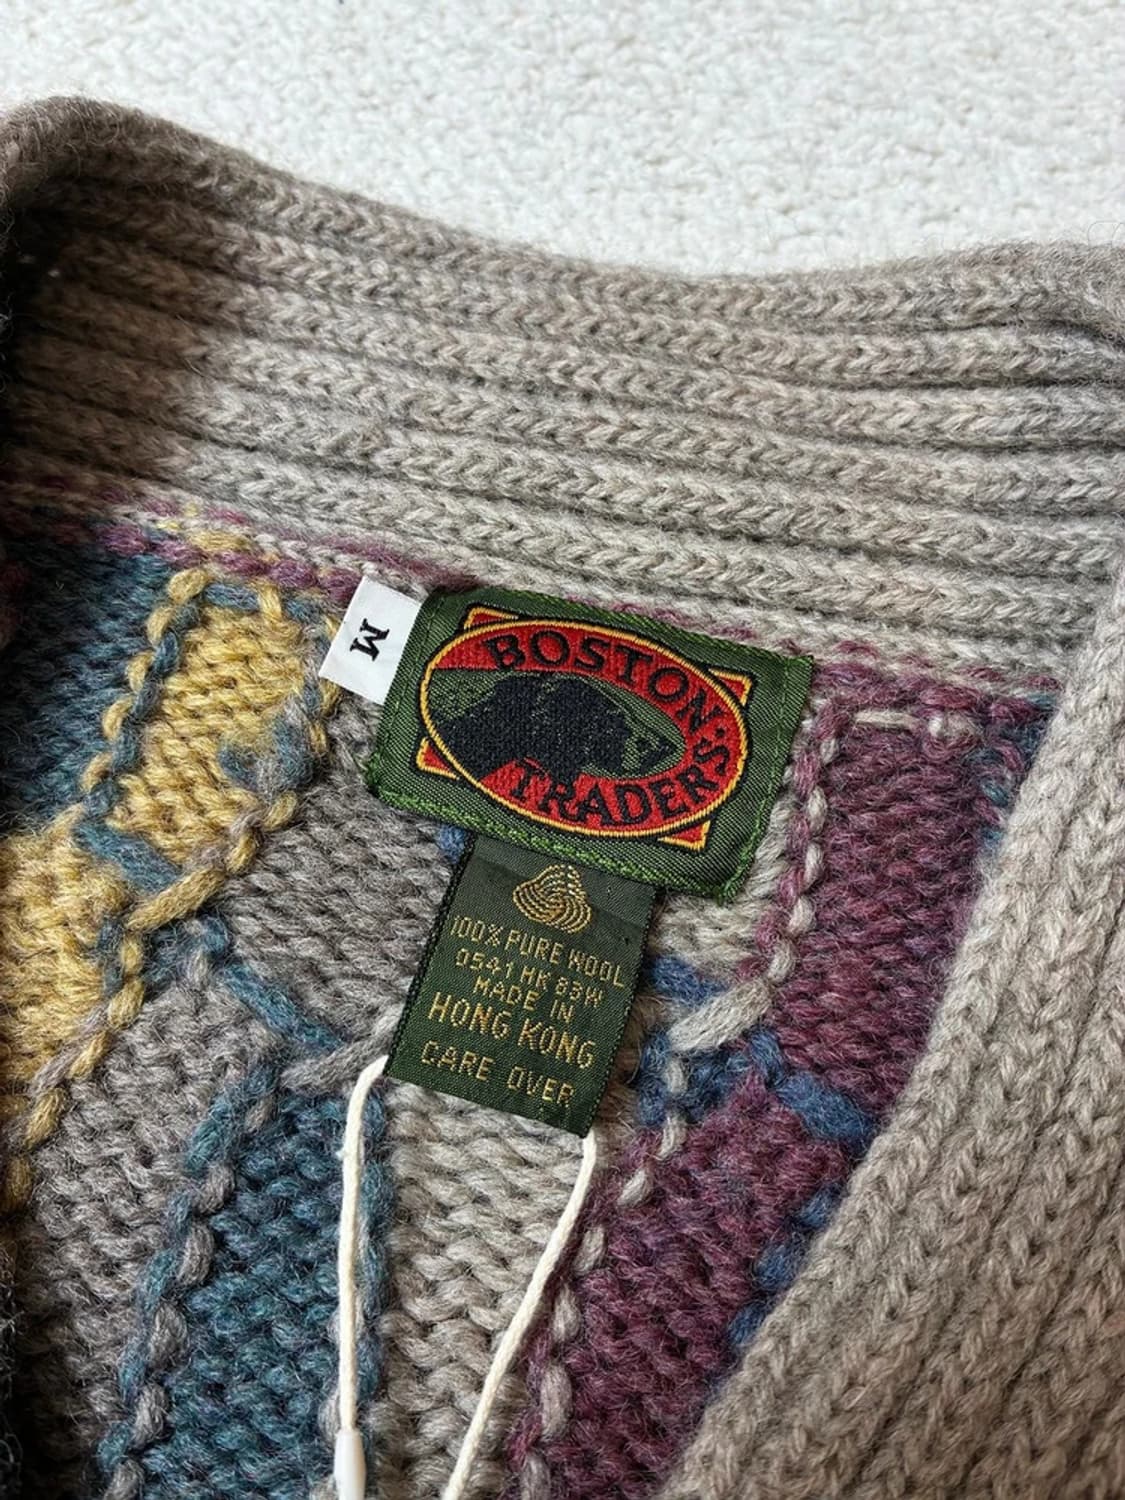 M
BOSTON
TRADERS.
100% PURE WOOL
0541 HK 83W
MADE IN
HONG KONG
CARE OVER